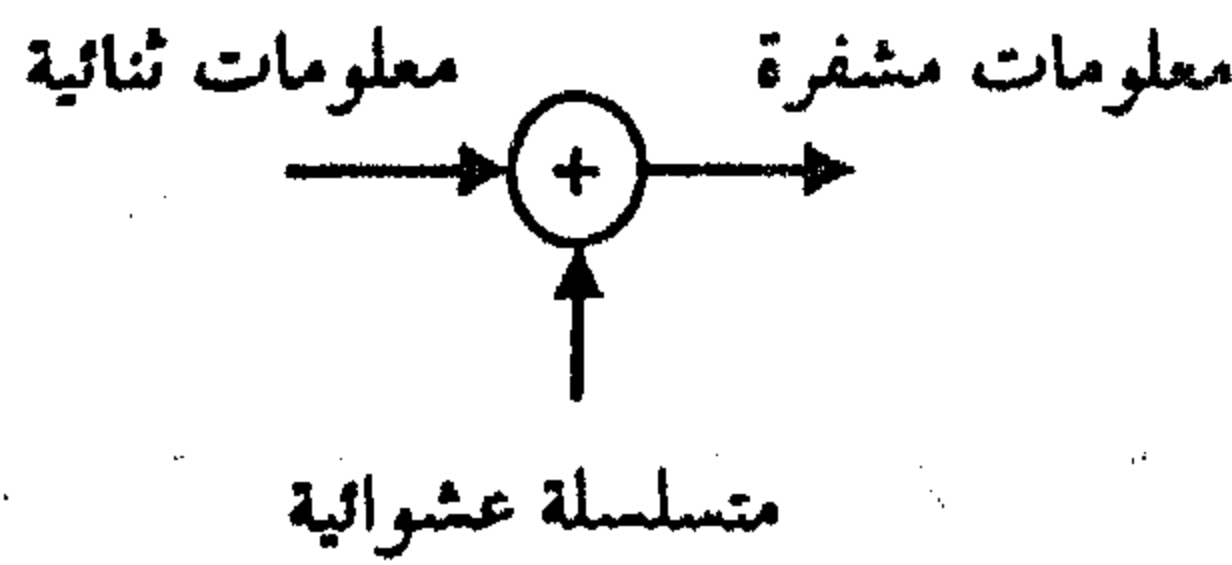 معلومات ثنائية
معلومات مشفرة
+
متسلسلة عشوائية